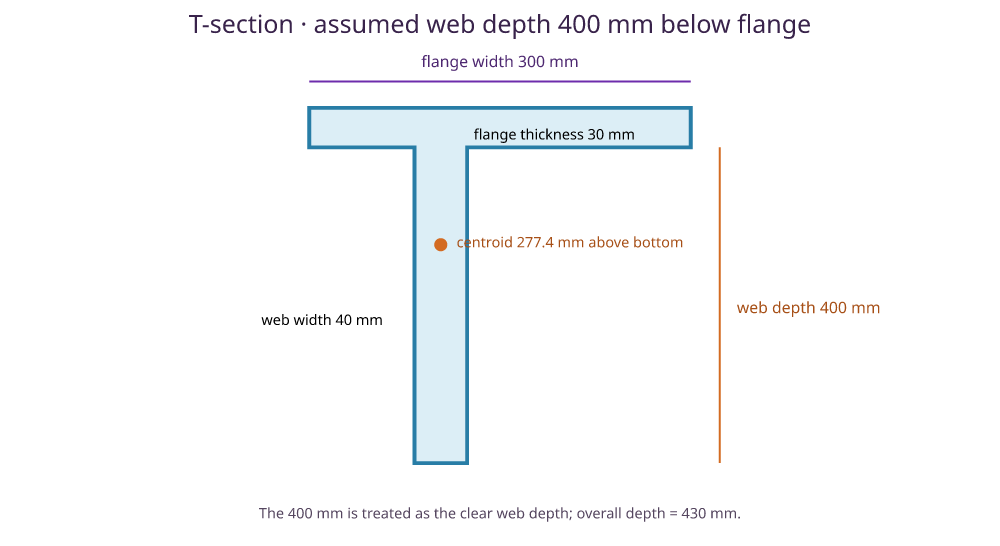 T-section · assumed web depth 400 mm below flange
flange width 300 mm
flange thickness 30 mm
centroid 277.4 mm above bottom
web depth 400 mm
web width 40 mm
The 400 mm is treated as the clear web depth; overall depth = 430 mm.